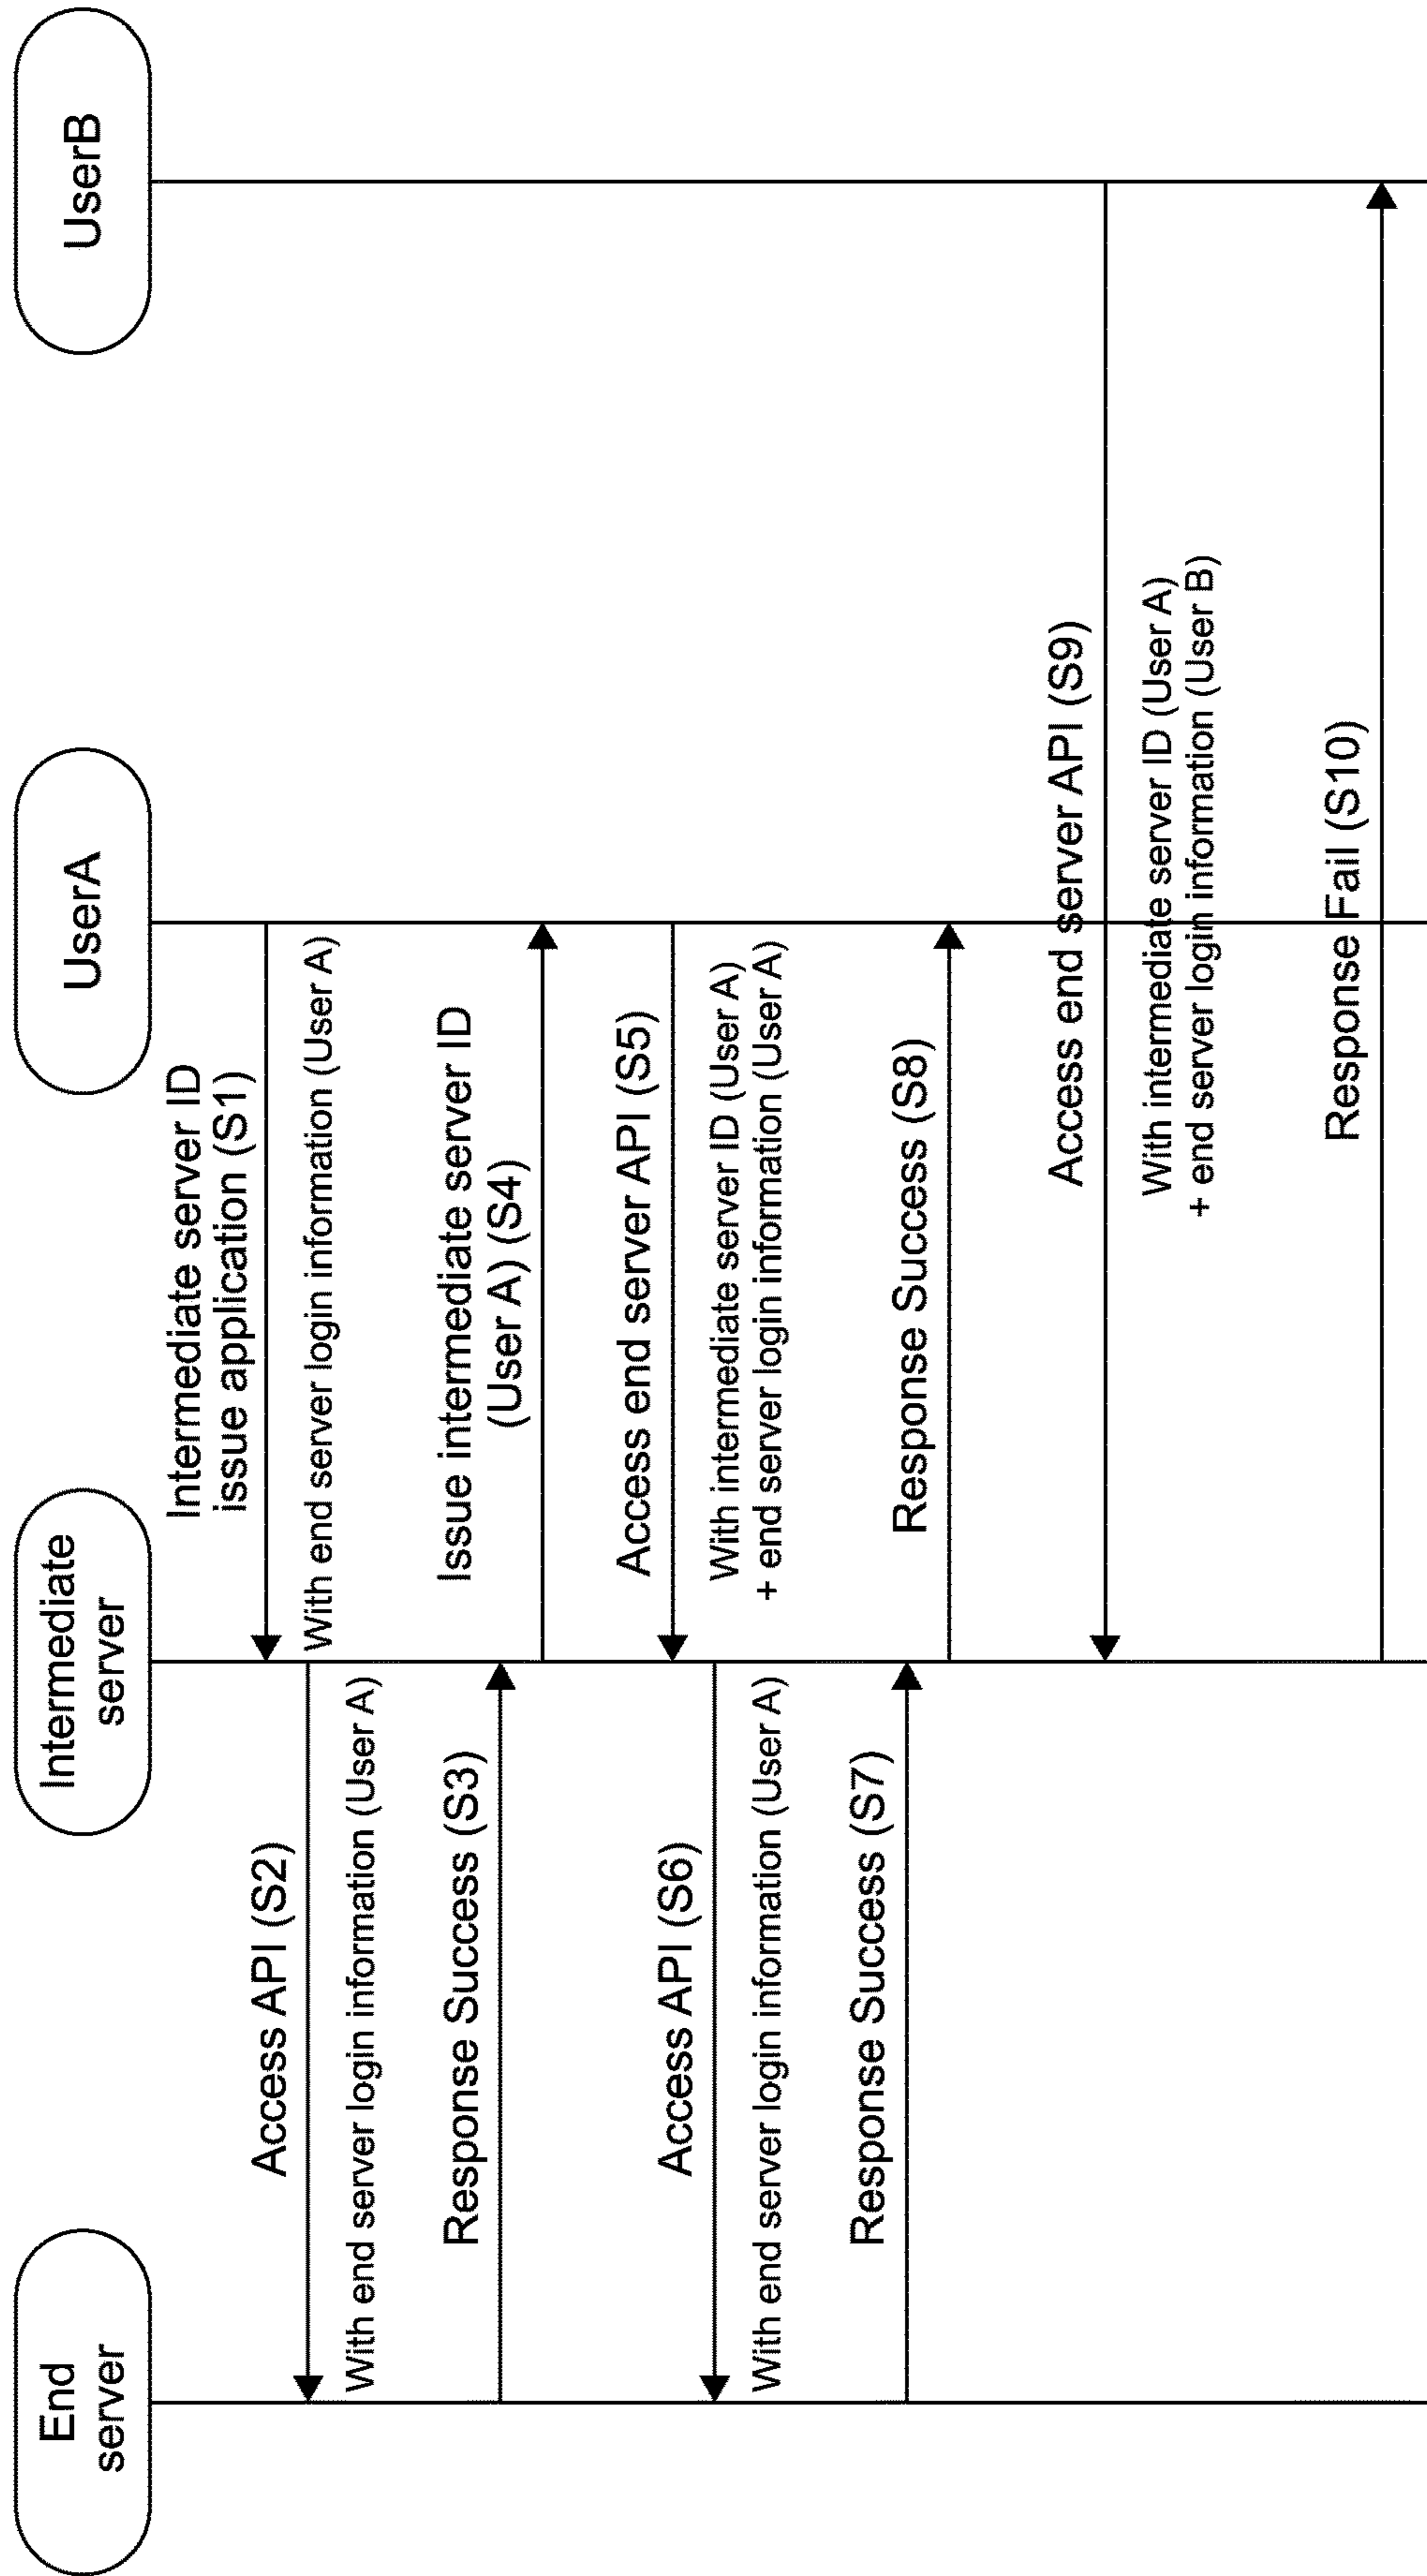 End
server
Intermediate
server
UserA
UserB
Intermediate server ID
issue application (S1)
With end server login information (User A)
Access API (S2)
With end server login information (User A)
Response Success (S3)
Issue intermediate server ID
(User A) (S4)
Access end server API (S5)
With intermediate server ID (User A)
+ end server login information (User A)
Access API (S6)
With end server login information (User A)
Response Success (S7)
Response Success (S8)
Access end server API (S9)
With intermediate server ID (User A)
+ end server login information (User B)
Response Fail (S10)